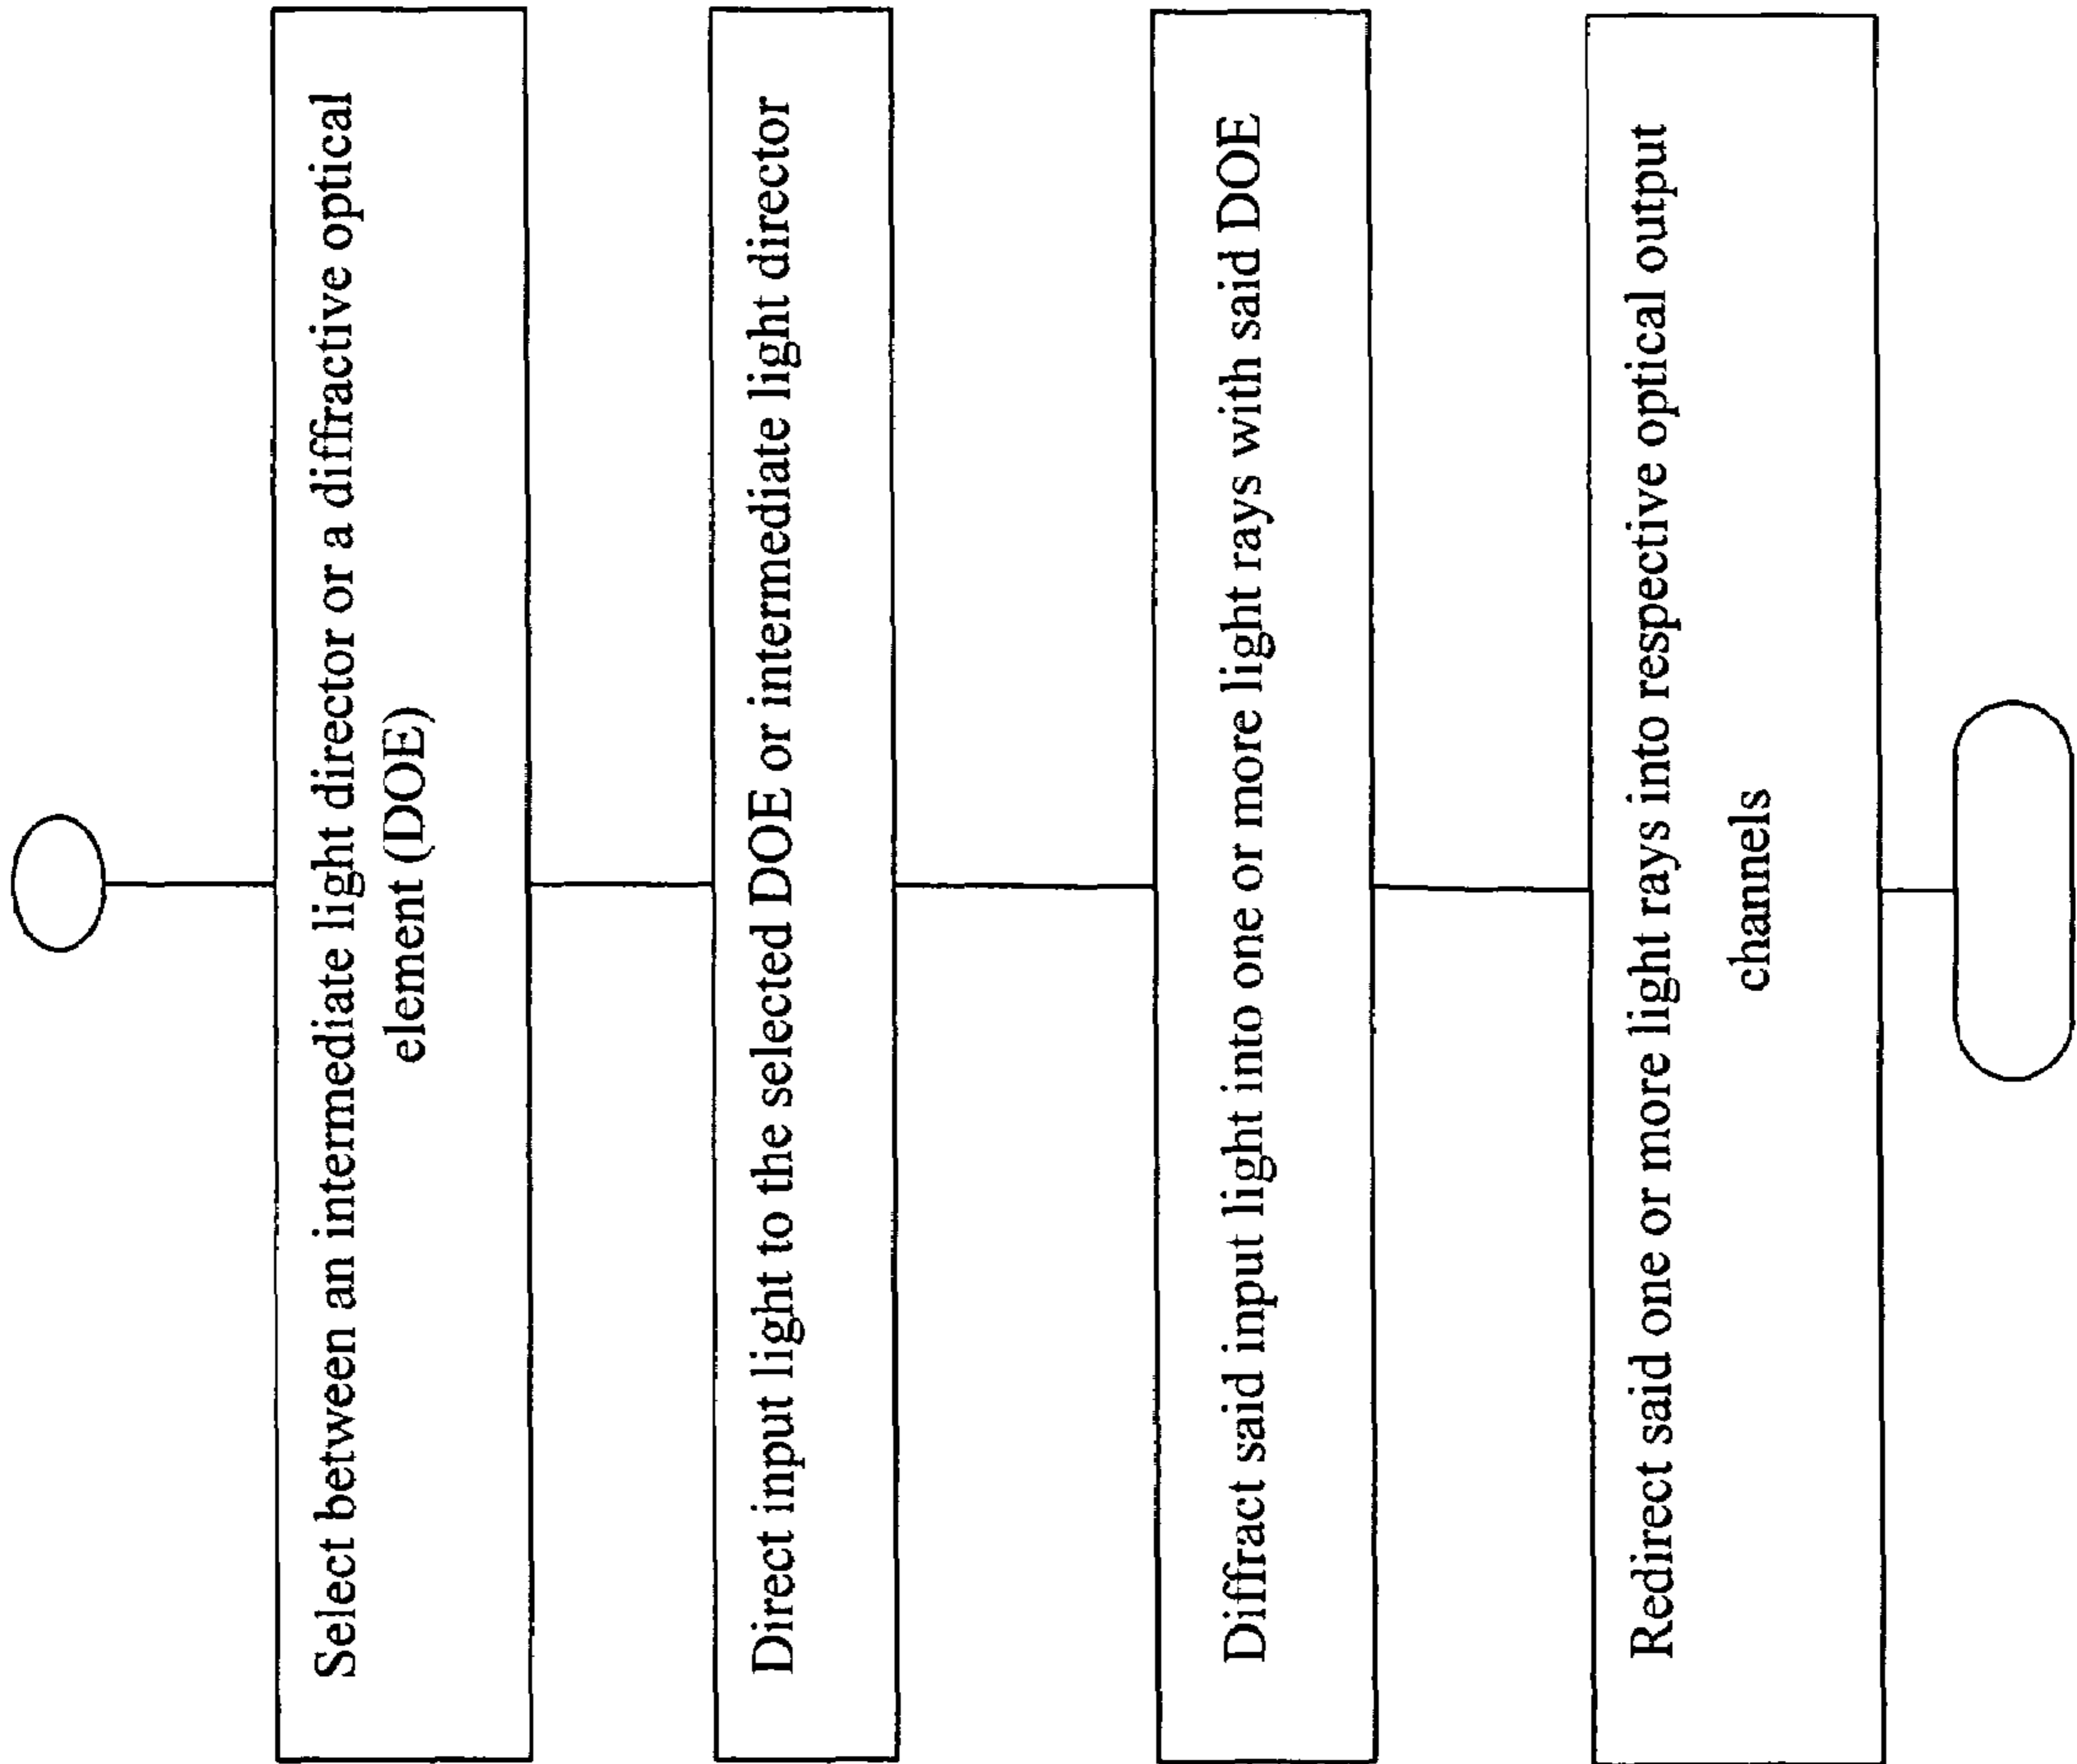 Select between an intermediate light director or a diffractive optical
element (DOE)
Direct input light to the selected DOE or intermediate light director
Diffract said input light into one or more light rays with said DOE
Redirect said one or more light rays into respective optical output
channels